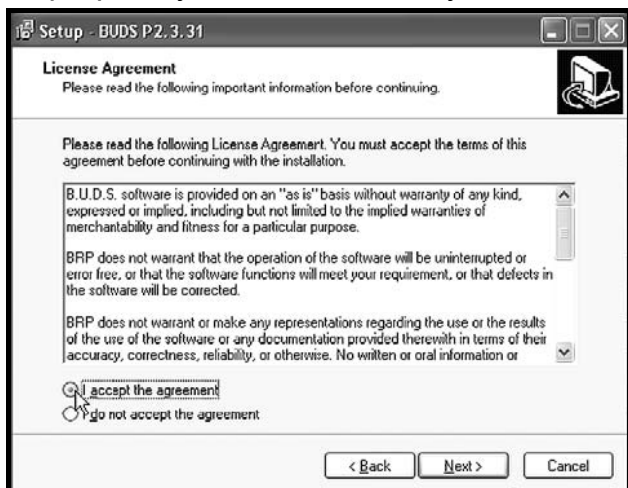 Setup - BUDS P2.3.31
License Agreement
Please read the following important information before continuing.
Please read the following License Agreement. You must accept the terms of this
agreement before continuing with the installation.
B.U.D.S. software is provided on an "as is" basis without warranty of any kind,
expressed or implied, including but not limited to the implied warranties of
merchantability and fitness for a particular purpose.
BRP does not warrant that the operation of the software will be uninterrupted or
error free, or that the software functions will meet your requirement, or that defects in
the software will be corrected.
BRP does not warrant or make any representations regarding the use or the results
of the use of the software or any documentation provided therewith in terms of their
accuracy, correctness, reliability, or otherwise. No written or oral information or
I accept the agreement
I do not accept the agreement
< Back Next > Cancel